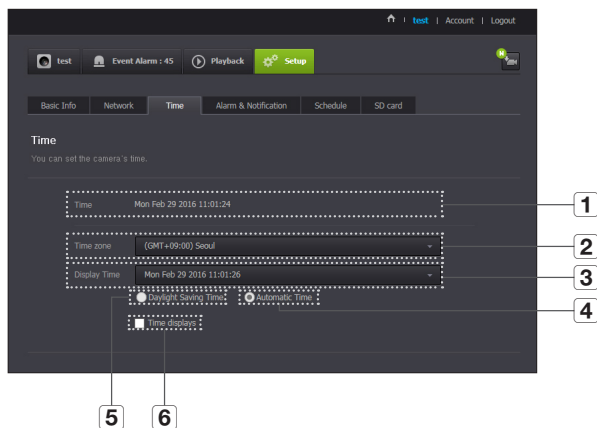 test | Account | Logout
test Event Alarm : 45 Playback Setup N
Basic Info Network Time Alarm & Notification Schedule SD card
Time
You can set the camera's time.
Time Mon Feb 29 2016 11:01:24 1
Time zone (GMT+09:00) Seoul 2
Display Time Mon Feb 29 2016 11:01:26 3
Daylight Saving Time Automatic Time 4
Time displays
5 6